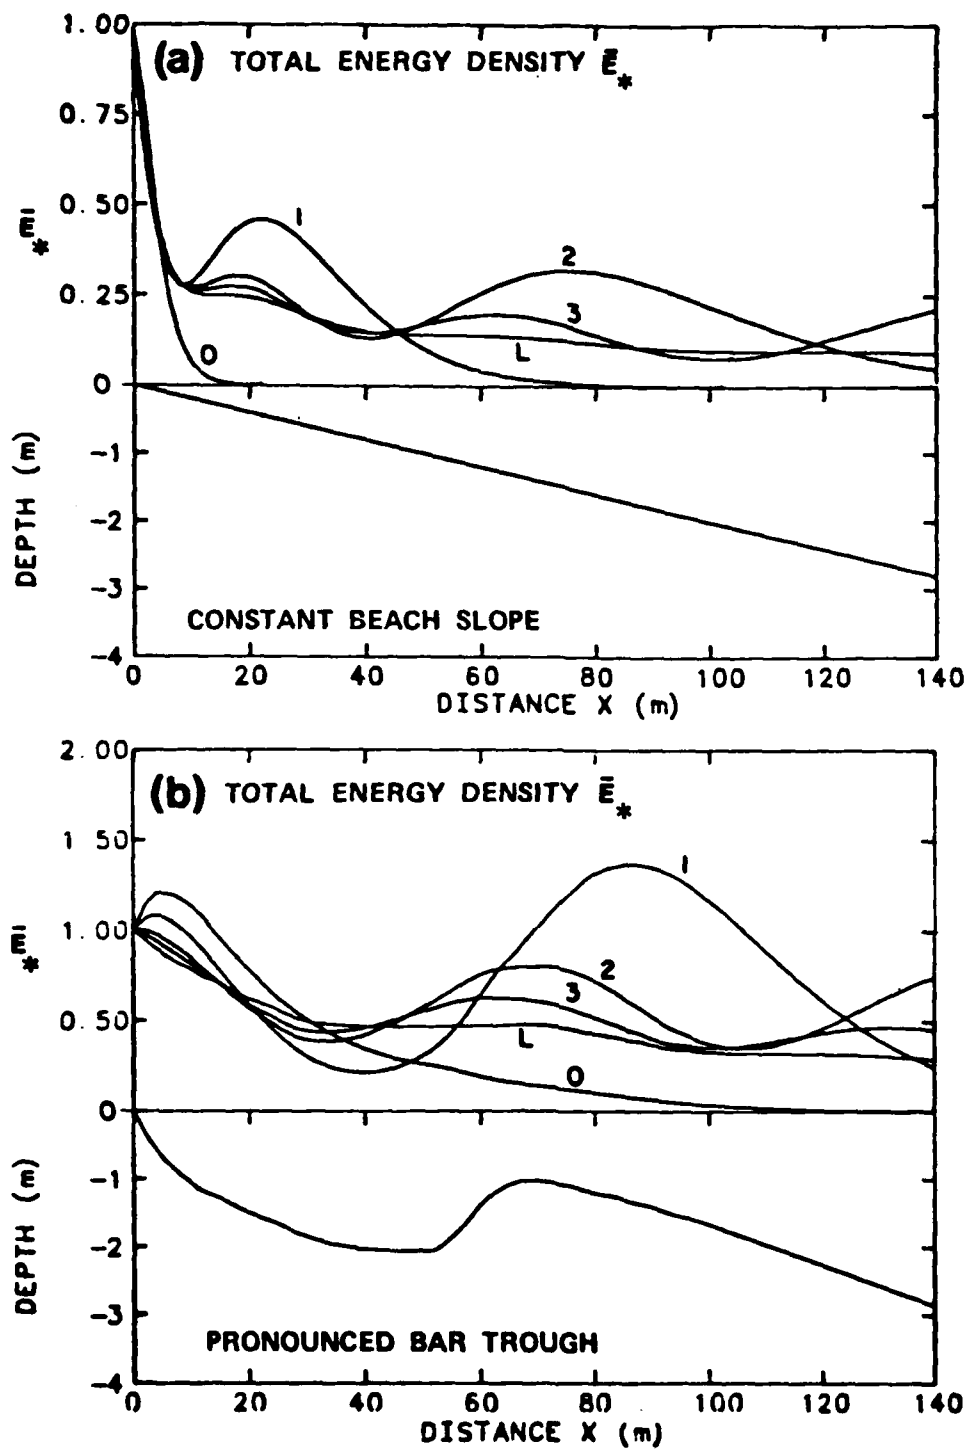 (a) TOTAL ENERGY DENSITY Ē*
1.00
0.75
0.50
0.25
0
Ē*
1
2
3
L
0
DEPTH (m)
-1
-2
-3
-4
CONSTANT BEACH SLOPE
0 20 40 60 80 100 120 140
DISTANCE X (m)
(b) TOTAL ENERGY DENSITY Ē*
2.00
1 50
1.00
0.50
0
Ē*
1
2
3
L
0
DEPTH (m)
-1
-2
-3
-4
PRONOUNCED BAR TROUGH
0 20 40 60 80 100 120 140
DISTANCE X (m)